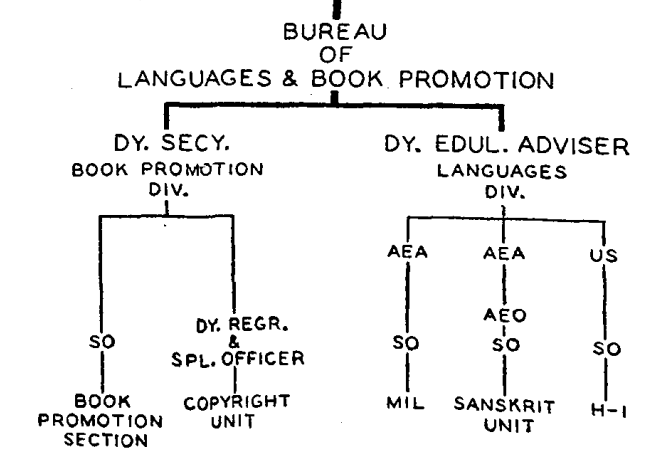 BUREAU
OF
LANGUAGES & BOOK PROMOTION
DY. SECY.
BOOK PROMOTION
DIV.
DY. EDUL. ADVISER
LANGUAGES
DIV.
SO
DY. REGR.
&
SPL. OFFICER
BOOK
PROMOTION
SECTION
COPYRIGHT
UNIT
AEA
AEA
US
AEO
SO
SO
SO
MIL
SANSKRIT
UNIT
H-I